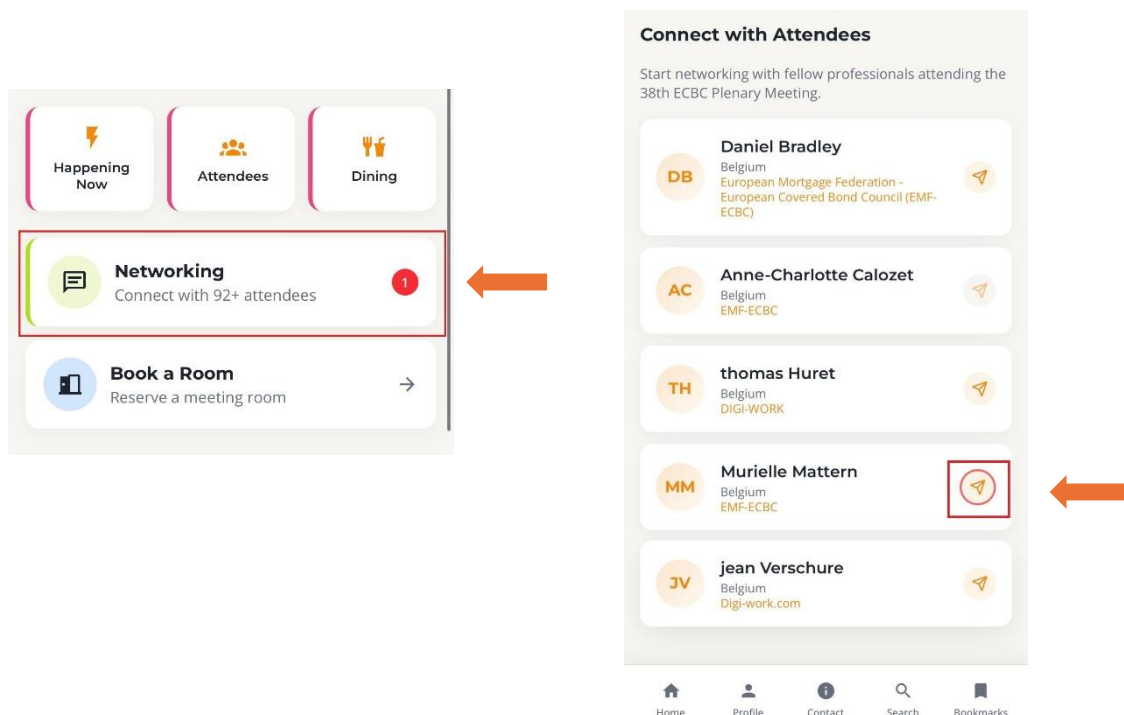 Happening
Now
Attendees
Dining
Networking
Connect with 92+ attendees
1
Book a Room
Reserve a meeting room
Connect with Attendees
Start networking with fellow professionals attending the
38th ECBC Plenary Meeting.
DB
Daniel Bradley
Belgium
European Mortgage Federation -
European Covered Bond Council (EMF-
ECBC)
AC
Anne-Charlotte Calozet
Belgium
EMF-ECBC
TH
thomas Huret
Belgium
DIGI-WORK
MM
Murielle Mattern
Belgium
EMF-ECBC
JV
jean Verschure
Belgium
Digi-work.com
Home
Profile
Contact
Search
Bookmarks